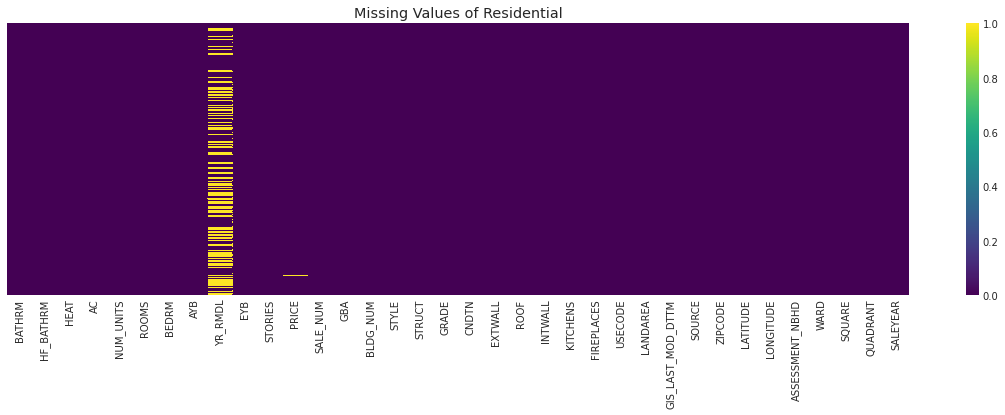 Missing Values of Residential
1.0
0.8
0.6
0.4
0.2
0.0
BATHRM
HF_BATHRM
HEAT
AC
NUM_UNITS
ROOMS
BEDRM
AYB
YR_RMDL
EYB
STORIES
PRICE
SALE_NUM
GBA
BLDG_NUM
STYLE
STRUCT
GRADE
CNDTN
EXTWALL
ROOF
INTWALL
KITCHENS
FIREPLACES
USECODE
LANDAREA
GIS_LAST_MOD_DTTM
SOURCE
ZIPCODE
LATITUDE
LONGITUDE
ASSESSMENT_NBHD
WARD
SQUARE
QUADRANT
SALEYEAR